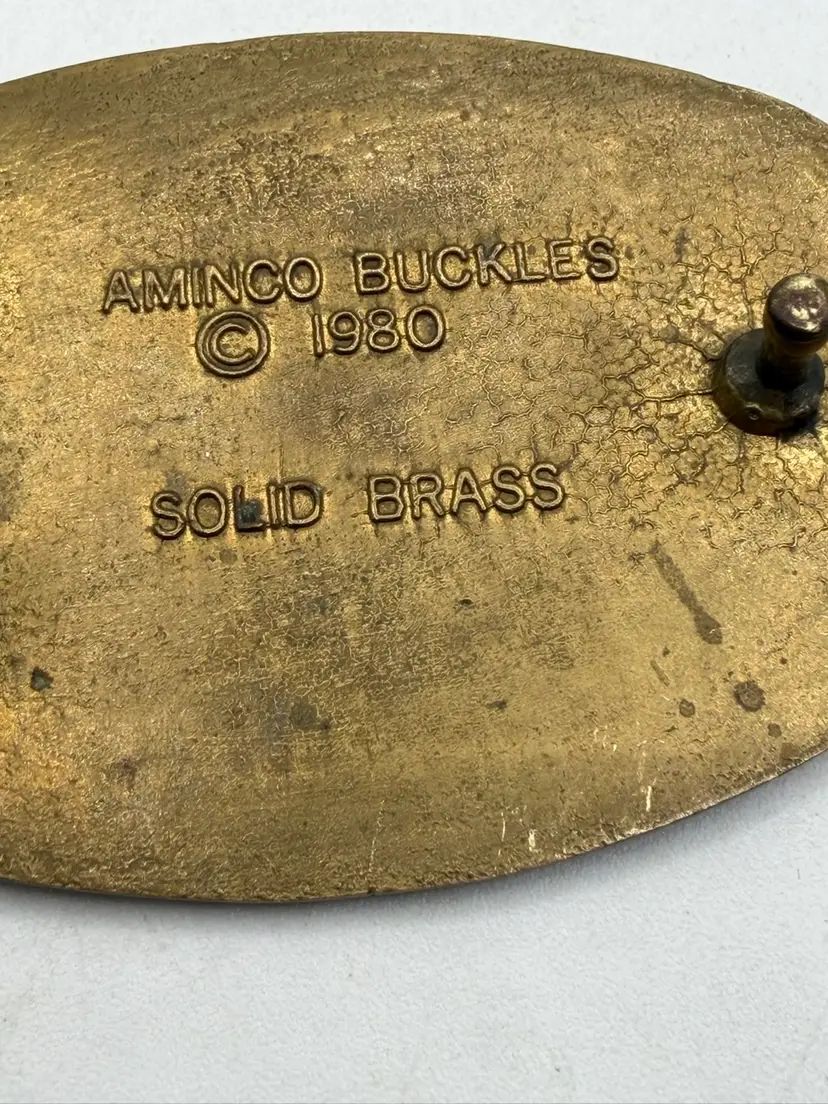 AMINCO BUCKLES
© 1980
SOLID BRASS